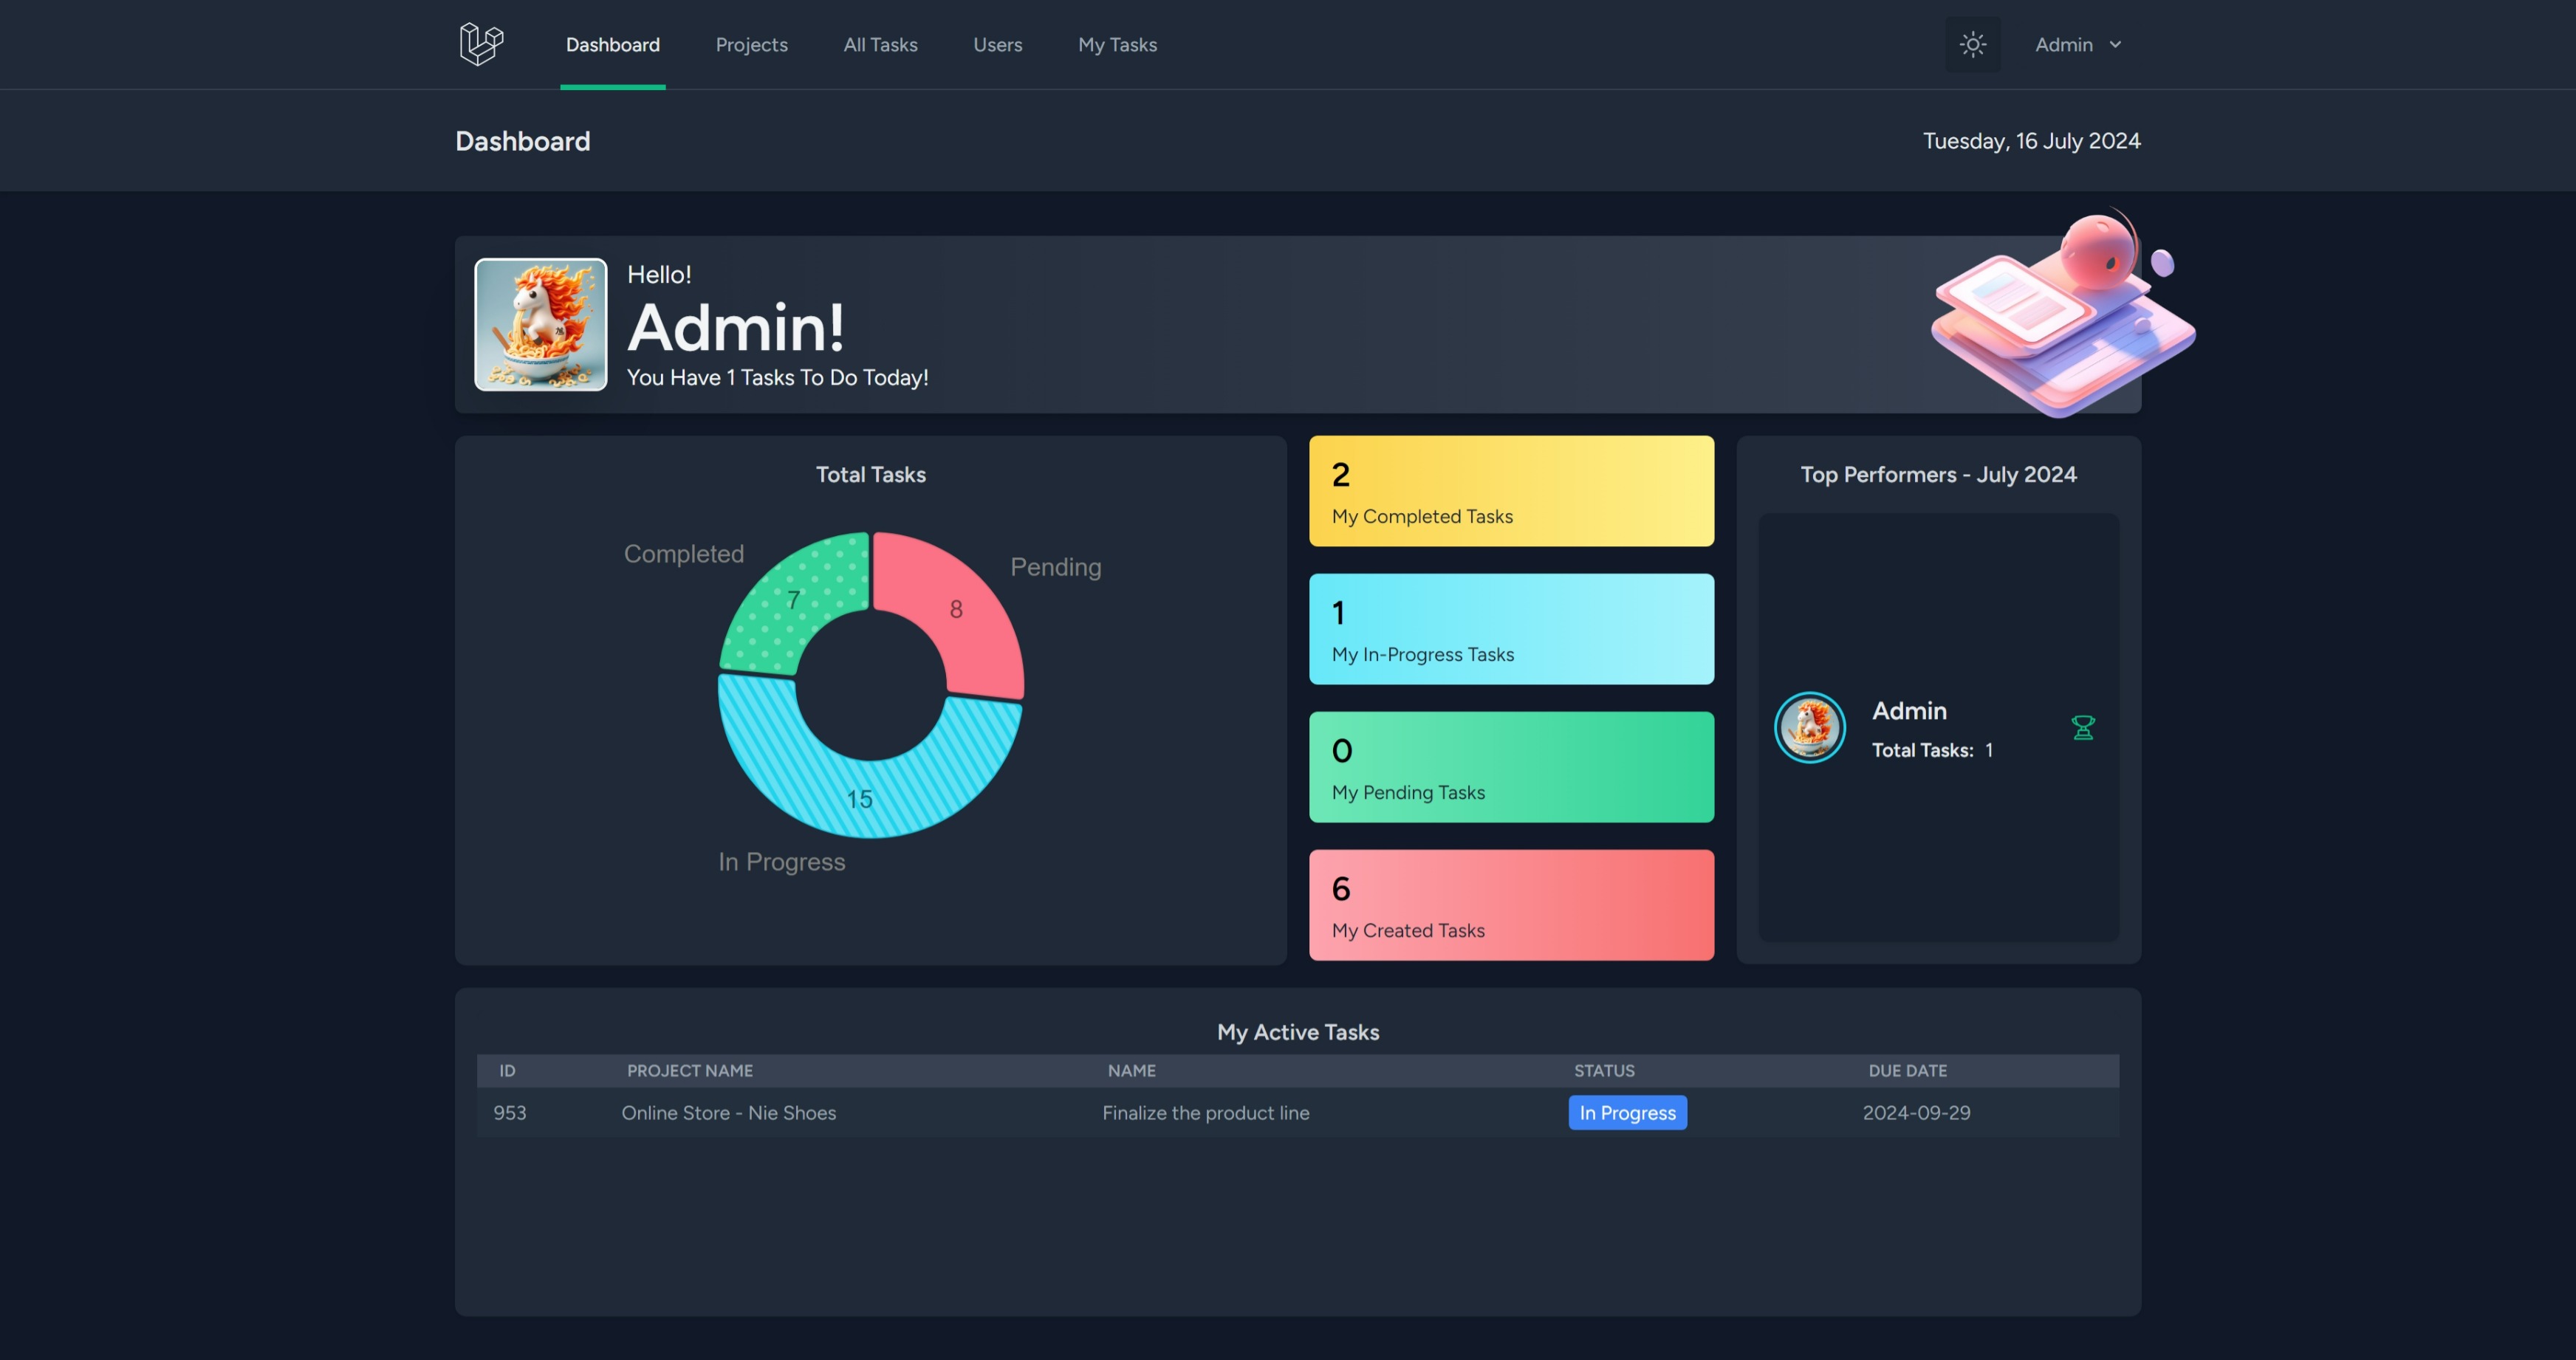 Dashboard
Projects
All Tasks
Users
My Tasks
Admin
Dashboard
Tuesday, 16 July 2024
Hello!
Admin!
You Have 1 Tasks To Do Today!
Total Tasks
Completed
Pending
7
8
15
In Progress
2
My Completed Tasks
1
My In-Progress Tasks
0
My Pending Tasks
6
My Created Tasks
Top Performers - July 2024
Admin
Total Tasks: 1
My Active Tasks
ID PROJECT NAME NAME STATUS DUE DATE
953 Online Store - Nie Shoes Finalize the product line In Progress 2024-09-29